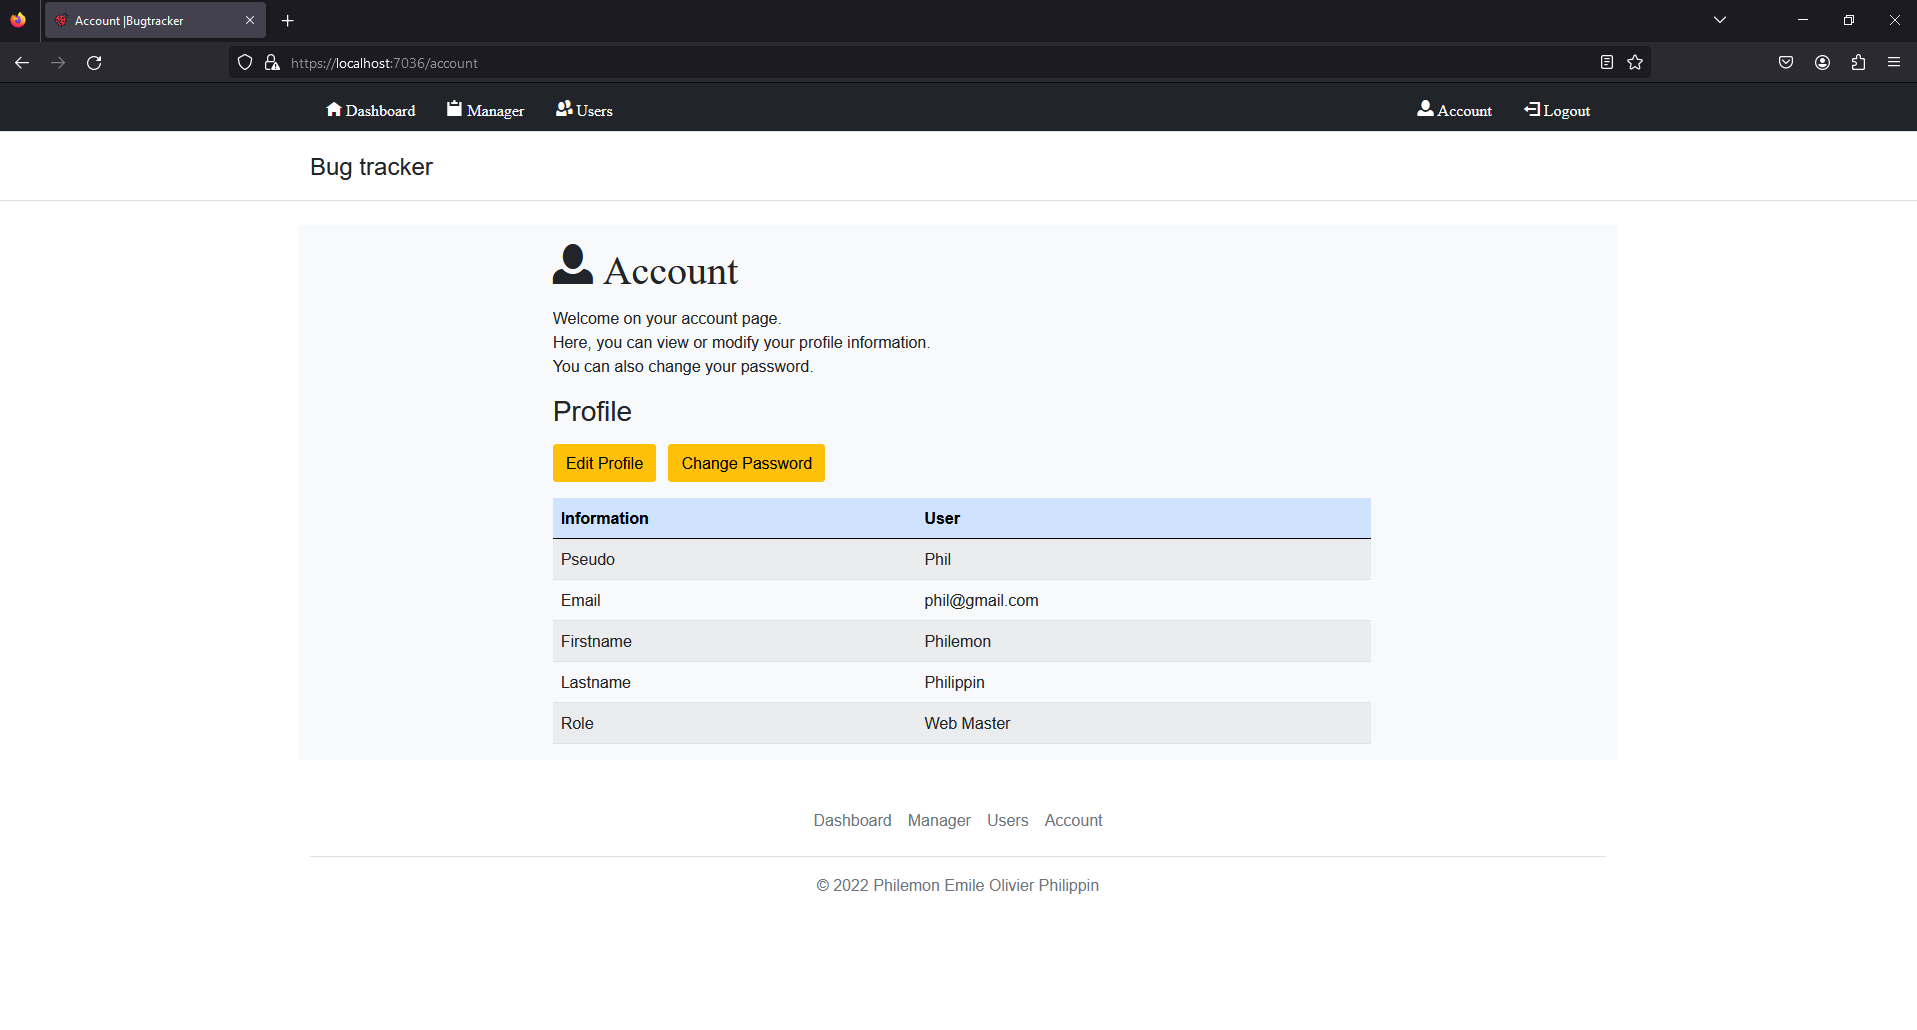 Account |Bugtracker
https://localhost:7036/account
Dashboard Manager Users Account Logout
Bug tracker
Account
Welcome on your account page.
Here, you can view or modify your profile information.
You can also change your password.
Profile
Edit Profile Change Password
Information User
Pseudo Phil
Email phil@gmail.com
Firstname Philemon
Lastname Philippin
Role Web Master
Dashboard Manager Users Account
© 2022 Philemon Emile Olivier Philippin